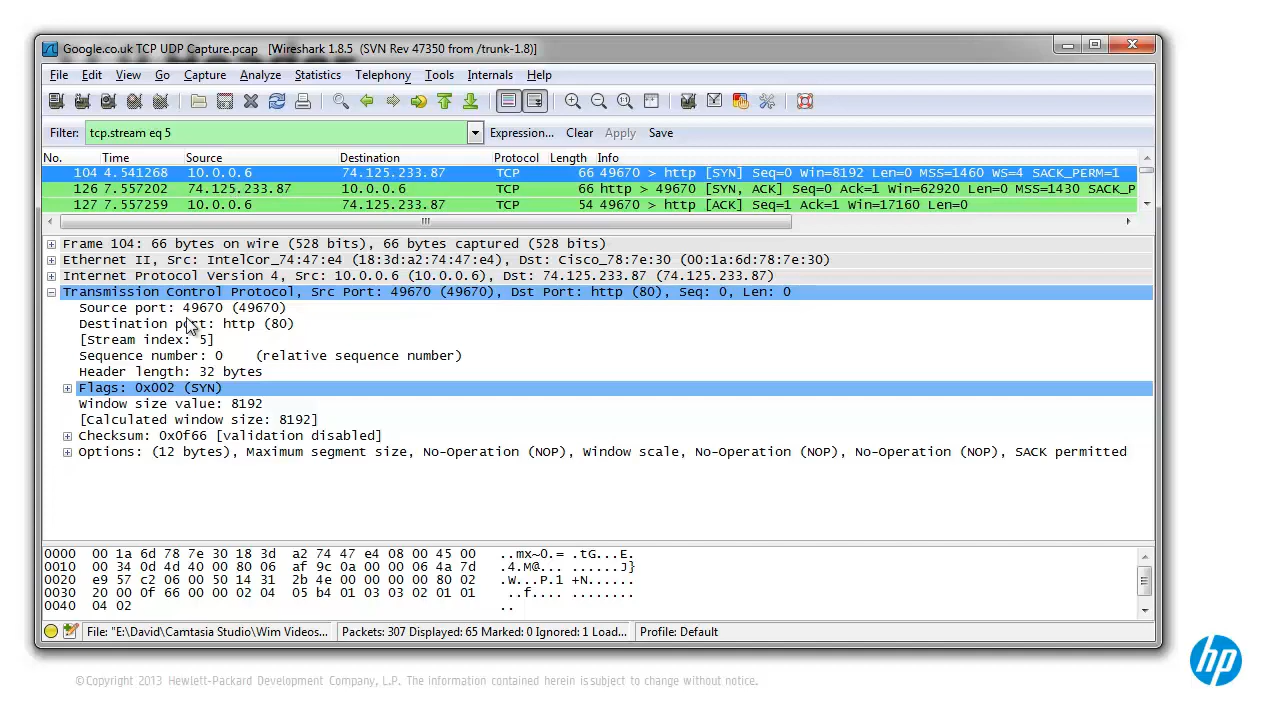 Google.co.uk TCP UDP Capture.pcap [Wireshark 1.8.5 (SVN Rev 47350 from /trunk-1.8)]
File Edit View Go Capture Analyze Statistics Telephony Tools Internals Help
Filter: tcp.stream eq 5 Expression... Clear Apply Save
No. Time Source Destination Protocol Length Info
104 4.541268 10.0.0.6 74.125.233.87 TCP 66 49670 > http [SYN] Seq=0 Win=8192 Len=0 MSS=1460 WS=4 SACK_PERM=1
126 7.557202 74.125.233.87 10.0.0.6 TCP 66 http > 49670 [SYN, ACK] Seq=0 Ack=1 Win=62920 Len=0 MSS=1430 SACK_P
127 7.557259 10.0.0.6 74.125.233.87 TCP 54 49670 > http [ACK] Seq=1 Ack=1 Win=17160 Len=0
Frame 104: 66 bytes on wire (528 bits), 66 bytes captured (528 bits)
Ethernet II, Src: IntelCor_74:47:e4 (18:3d:a2:74:47:e4), Dst: Cisco_78:7e:30 (00:1a:6d:78:7e:30)
Internet Protocol Version 4, Src: 10.0.0.6 (10.0.0.6), Dst: 74.125.233.87 (74.125.233.87)
Transmission Control Protocol, Src Port: 49670 (49670), Dst Port: http (80), Seq: 0, Len: 0
Source port: 49670 (49670)
Destination port: http (80)
[Stream index: 5]
Sequence number: 0 (relative sequence number)
Header length: 32 bytes
Flags: 0x002 (SYN)
Window size value: 8192
[Calculated window size: 8192]
Checksum: 0x0f66 [validation disabled]
Options: (12 bytes), Maximum segment size, No-Operation (NOP), Window scale, No-Operation (NOP), No-Operation (NOP), SACK permitted
0000 00 1a 6d 78 7e 30 18 3d a2 74 47 e4 08 00 45 00 ..mx~0.= .tG...E.
0010 00 34 0d 4d 40 00 80 06 af 9c 0a 00 00 06 4a 7d .4.M@... ......J}
0020 e9 57 c2 06 00 50 14 31 2b 4e 00 00 00 00 80 02 .W...P.1 +N......
0030 20 00 0f 66 00 00 02 04 05 b4 01 03 03 02 01 01 ..f.... ........
0040 04 02 ..
File: "E:\David\Camtasia Studio\Wim Videos... Packets: 307 Displayed: 65 Marked: 0 Ignored: 1 Load... Profile: Default
hp
©Copyright 2013 Hewlett-Packard Development Company, L.P. The information contained herein is subject to change without notice.